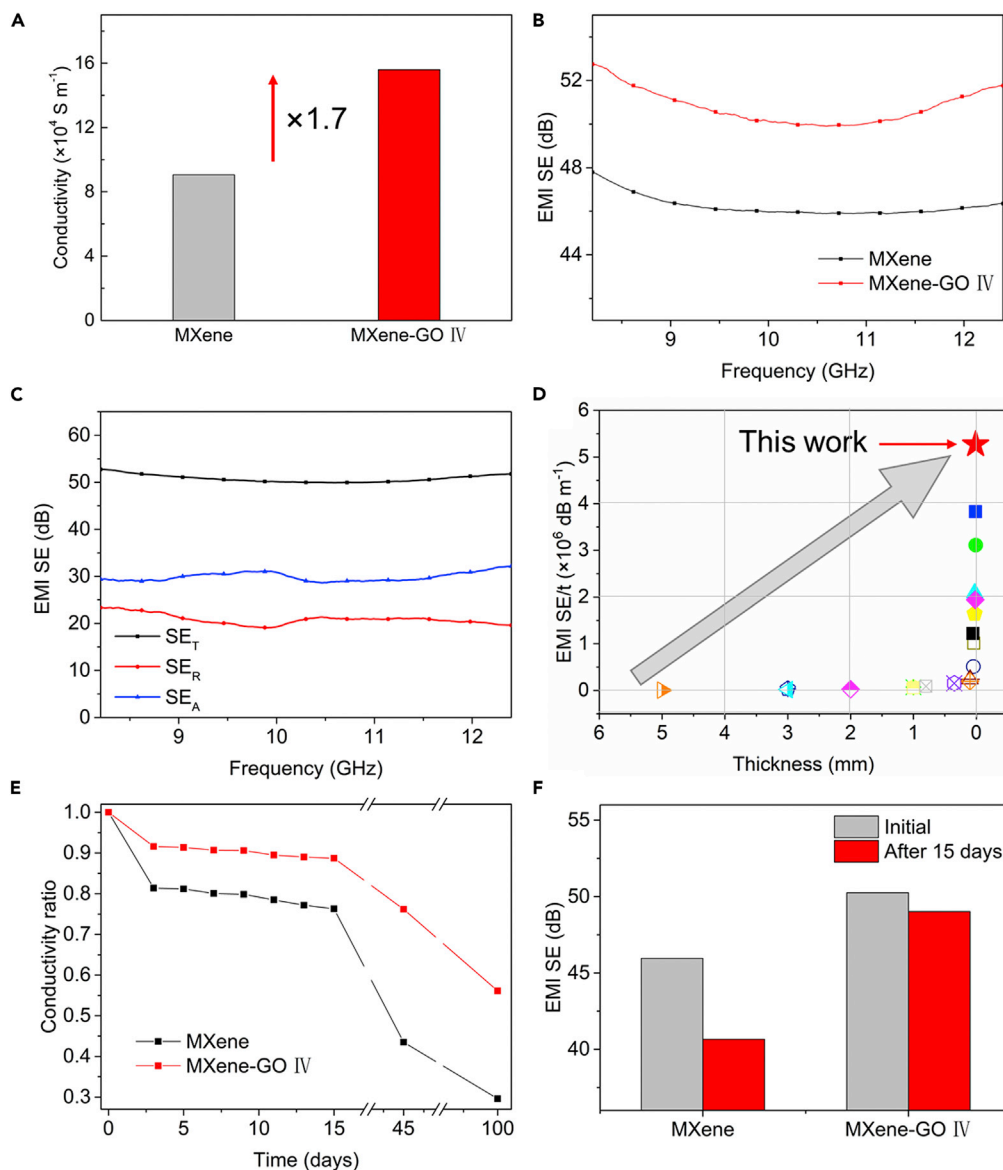 A
Conductivity (×10⁴ S m⁻¹)
16
12
8
4
0
×1.7
MXene
MXene-GO Ⅳ
B
EMI SE (dB)
52
48
44
MXene
MXene-GO Ⅳ
9
10
11
12
Frequency (GHz)
C
EMI SE (dB)
60
50
40
30
20
10
0
SE_T
SE_R
SE_A
9
10
11
12
Frequency (GHz)
D
EMI SE/t (×10⁶ dB m⁻¹)
6
5
4
3
2
1
0
This work
6
5
4
3
2
1
0
Thickness (mm)
E
Conductivity ratio
1.0
0.9
0.8
0.7
0.6
0.5
0.4
0.3
MXene
MXene-GO Ⅳ
0
5
10
15
45
100
Time (days)
F
EMI SE (dB)
55
50
45
40
Initial
After 15 days
MXene
MXene-GO Ⅳ